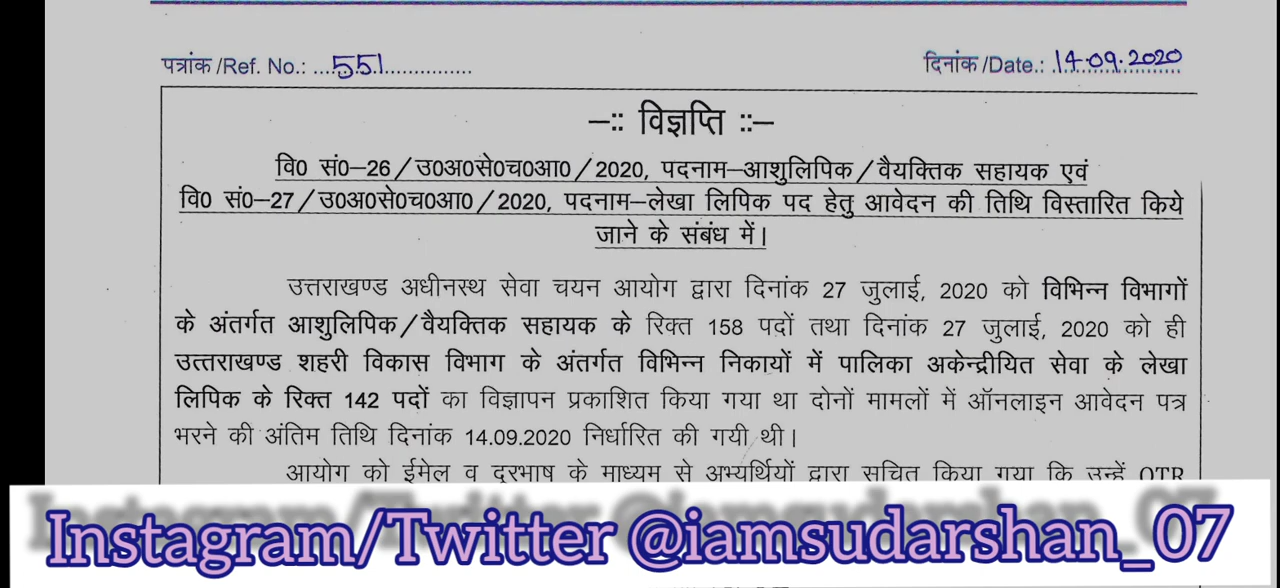 पत्रांक /Ref. No.: ....551................
दिनांक /Date.: .14.09.2020
—:: विज्ञप्ति ::—
वि0 सं0—26/उ0अ0से0च0आ0/2020, पदनाम—आशुलिपिक/वैयक्तिक सहायक एवं
वि0 सं0—27/उ0अ0से0च0आ0/2020, पदनाम—लेखा लिपिक पद हेतु आवेदन की तिथि विस्तारित किये
जाने के संबंध में।
उत्तराखण्ड अधीनस्थ सेवा चयन आयोग द्वारा दिनांक 27 जुलाई, 2020 को विभिन्न विभागों
के अंतर्गत आशुलिपिक/वैयक्तिक सहायक के रिक्त 158 पदों तथा दिनांक 27 जुलाई, 2020 को ही
उत्तराखण्ड शहरी विकास विभाग के अंतर्गत विभिन्न निकायों में पालिका अकेन्द्रीयित सेवा के लेखा
लिपिक के रिक्त 142 पदों का विज्ञापन प्रकाशित किया गया था दोनों मामलों में ऑनलाइन आवेदन पत्र
भरने की अंतिम तिथि दिनांक 14.09.2020 निर्धारित की गयी थी।
आयोग को ईमेल व दूरभाष के माध्यम से अभ्यर्थियों द्वारा सूचित किया गया कि उन्हें OTR
Instagram/Twitter @iamsudarshan_07